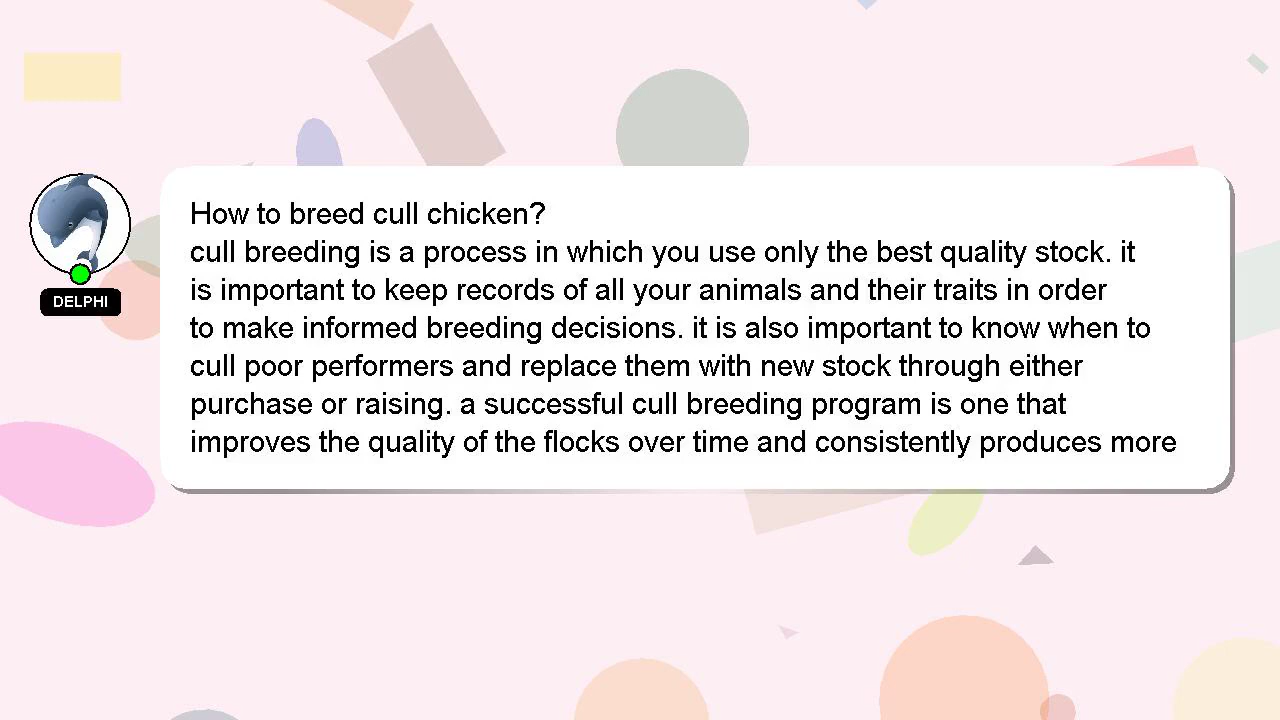 How to breed cull chicken?
cull breeding is a process in which you use only the best quality stock. it
is important to keep records of all your animals and their traits in order
to make informed breeding decisions. it is also important to know when to
cull poor performers and replace them with new stock through either
purchase or raising. a successful cull breeding program is one that
improves the quality of the flocks over time and consistently produces more
DELPHI